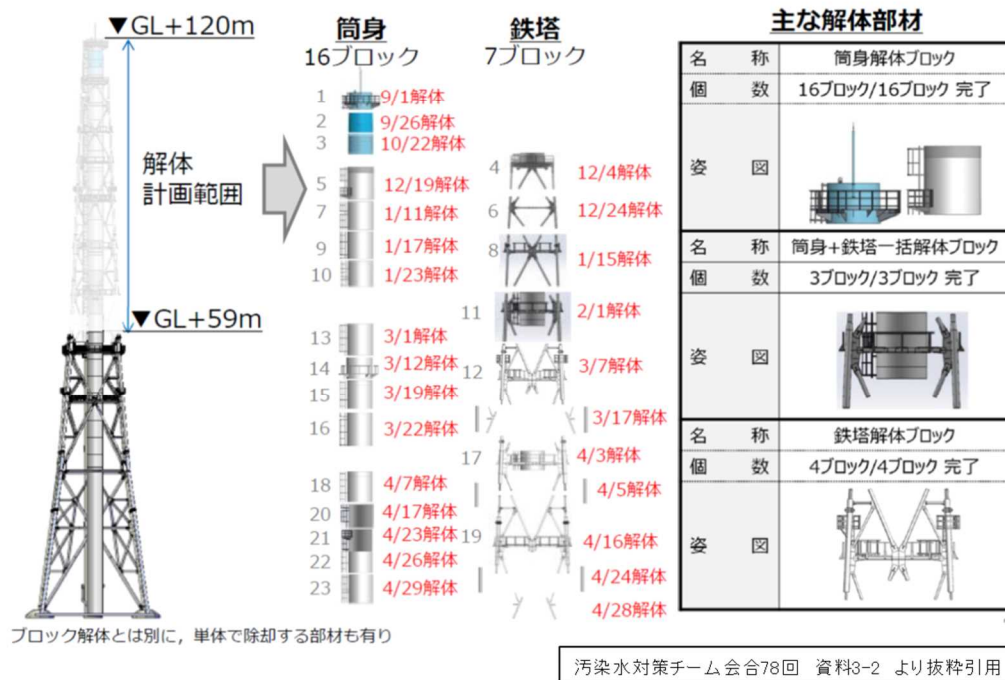 ▼GL+120m
解体
計画範囲
▼GL+59m
筒身
16ブロック
1 9/1解体
2 9/26解体
3 10/22解体
5 12/19解体
7 1/11解体
9 1/17解体
10 1/23解体
13 3/1解体
14 3/12解体
15 3/19解体
16 3/22解体
18 4/7解体
20 4/17解体
21 4/23解体
22 4/26解体
23 4/29解体
鉄塔
7ブロック
4 12/4解体
6 12/24解体
8 1/15解体
11 2/1解体
12 3/7解体
3/17解体
17 4/3解体
4/5解体
19 4/16解体
4/24解体
4/28解体
主な解体部材
名 称 筒身解体ブロック
個 数 16ブロック/16ブロック 完了
姿 図
名 称 筒身+鉄塔一括解体ブロック
個 数 3ブロック/3ブロック 完了
姿 図
名 称 鉄塔解体ブロック
個 数 4ブロック/4ブロック 完了
姿 図
ブロック解体とは別に，単体で除却する部材も有り
汚染水対策チーム会合78回 資料3-2 より抜粋引用